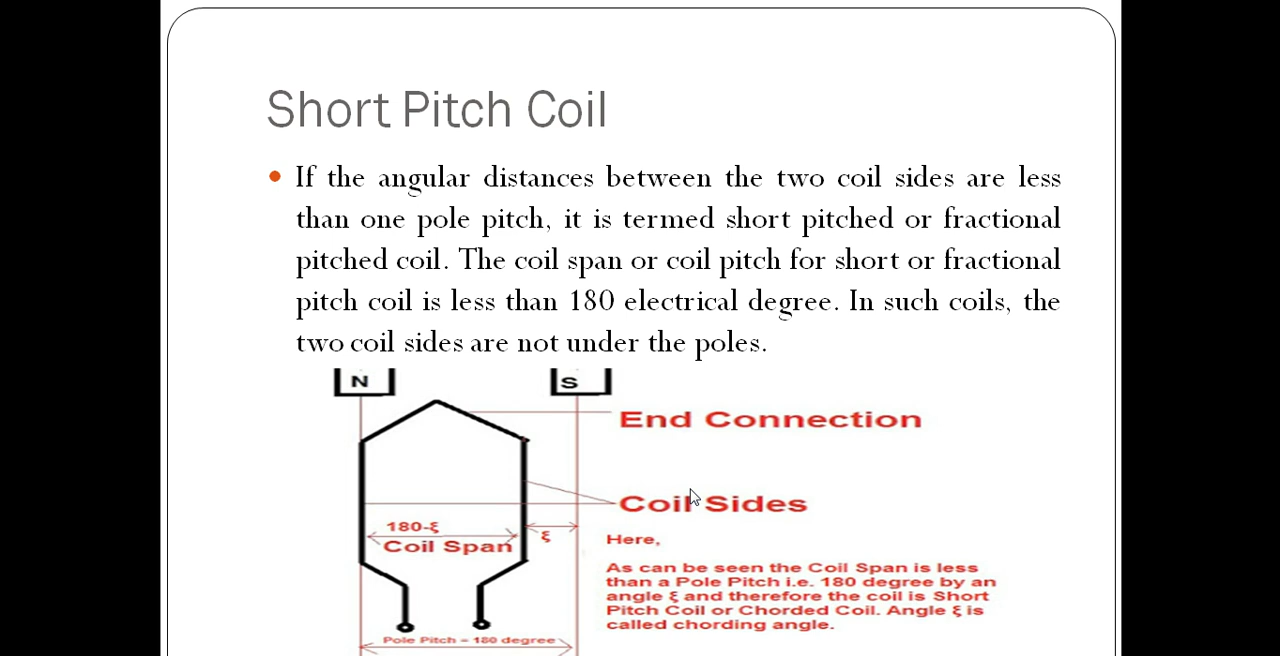 Short Pitch Coil
If the angular distances between the two coil sides are less
than one pole pitch, it is termed short pitched or fractional
pitched coil. The coil span or coil pitch for short or fractional
pitch coil is less than 180 electrical degree. In such coils, the
two coil sides are not under the poles.
N
S
End Connection
Coil Sides
180-ξ
ξ
Coil Span
Here,
As can be seen the Coil Span is less
than a Pole Pitch i.e. 180 degree by an
angle ξ and therefore the coil is Short
Pitch Coil or Chorded Coil. Angle ξ is
called chording angle.
Pole Pitch = 180 degree